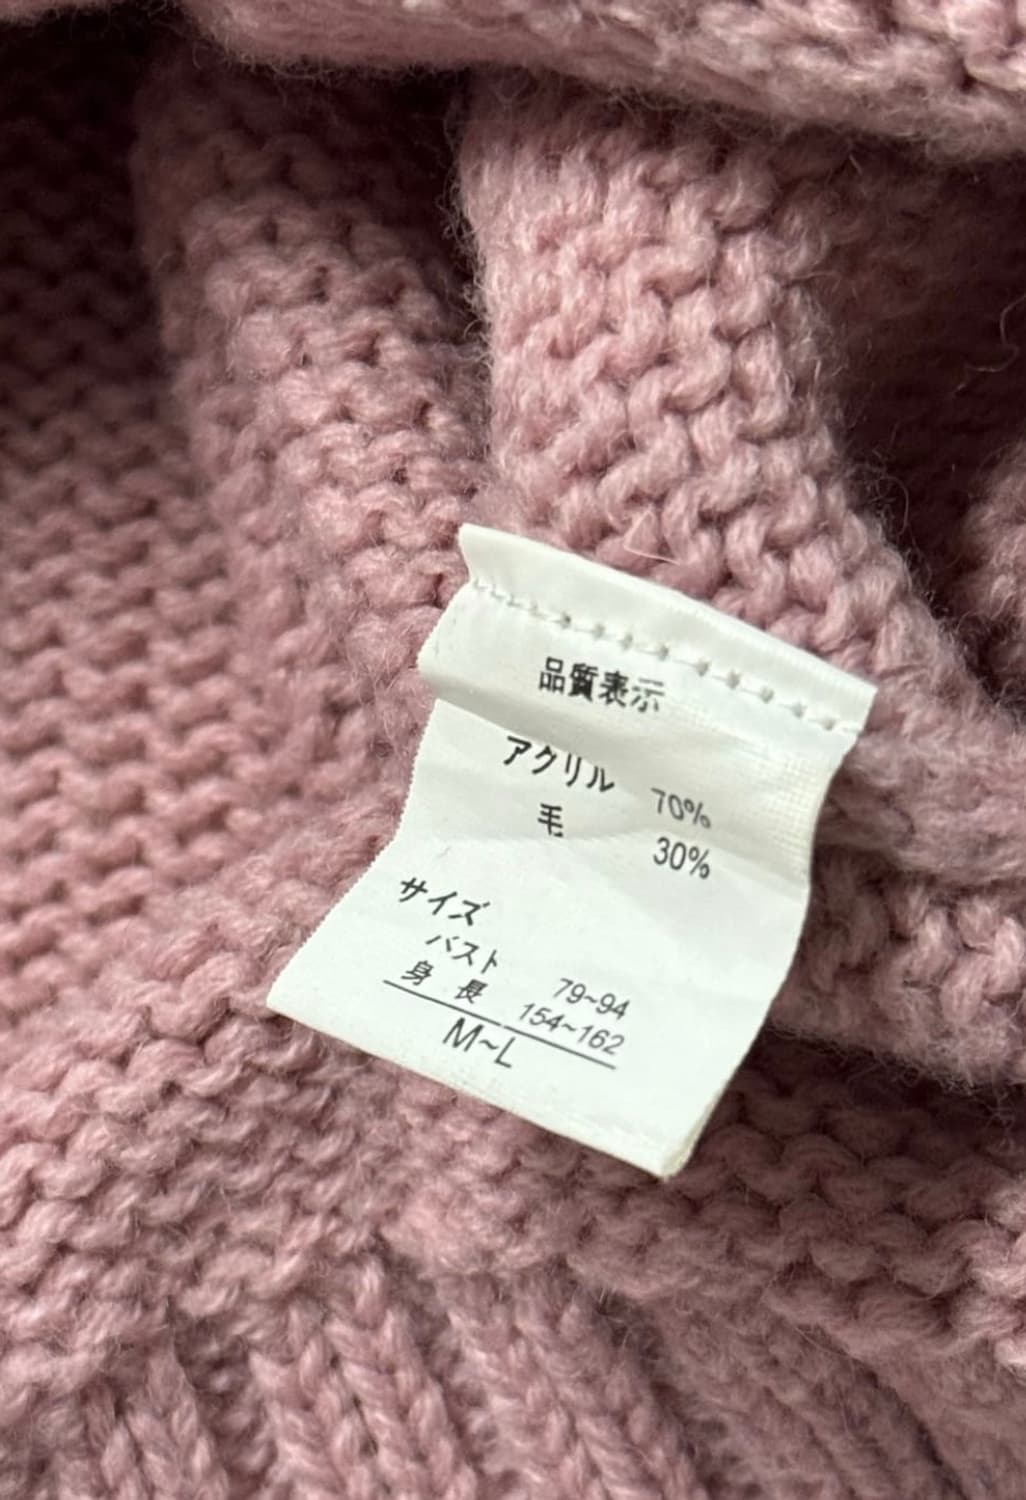 品質表示
アクリル 70%
毛 30%
サイズ
バスト 79~94
身長 154~162
M~L